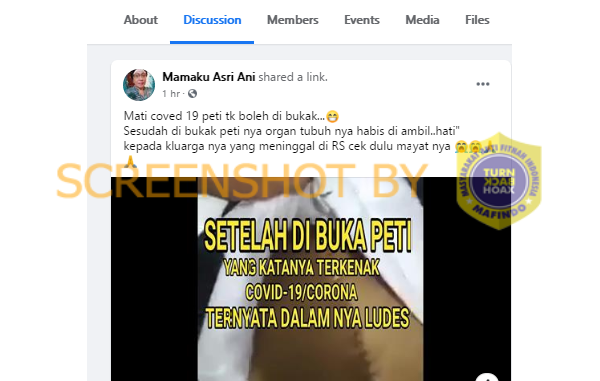 About Discussion Members Events Media Files
Mamaku Asri Ani shared a link.
1 hr ·
Mati coved 19 peti tk boleh di bukak...😁
Sesudah di bukak peti nya organ tubuh nya habis di ambil..hati"
kepada kluarga nya yang meninggal di RS cek dulu mayat nya 😭😭🙏
🙏
SCREENSHOT BY
MASYARAKAT ANTI FITNAH INDONESIA
TURN
BACK
HOAX
MAFINDO
SETELAH DI BUKA PETI
YANG KATANYA TERKENAK
COVID-19/CORONA
TERNYATA DALAM NYA LUDES